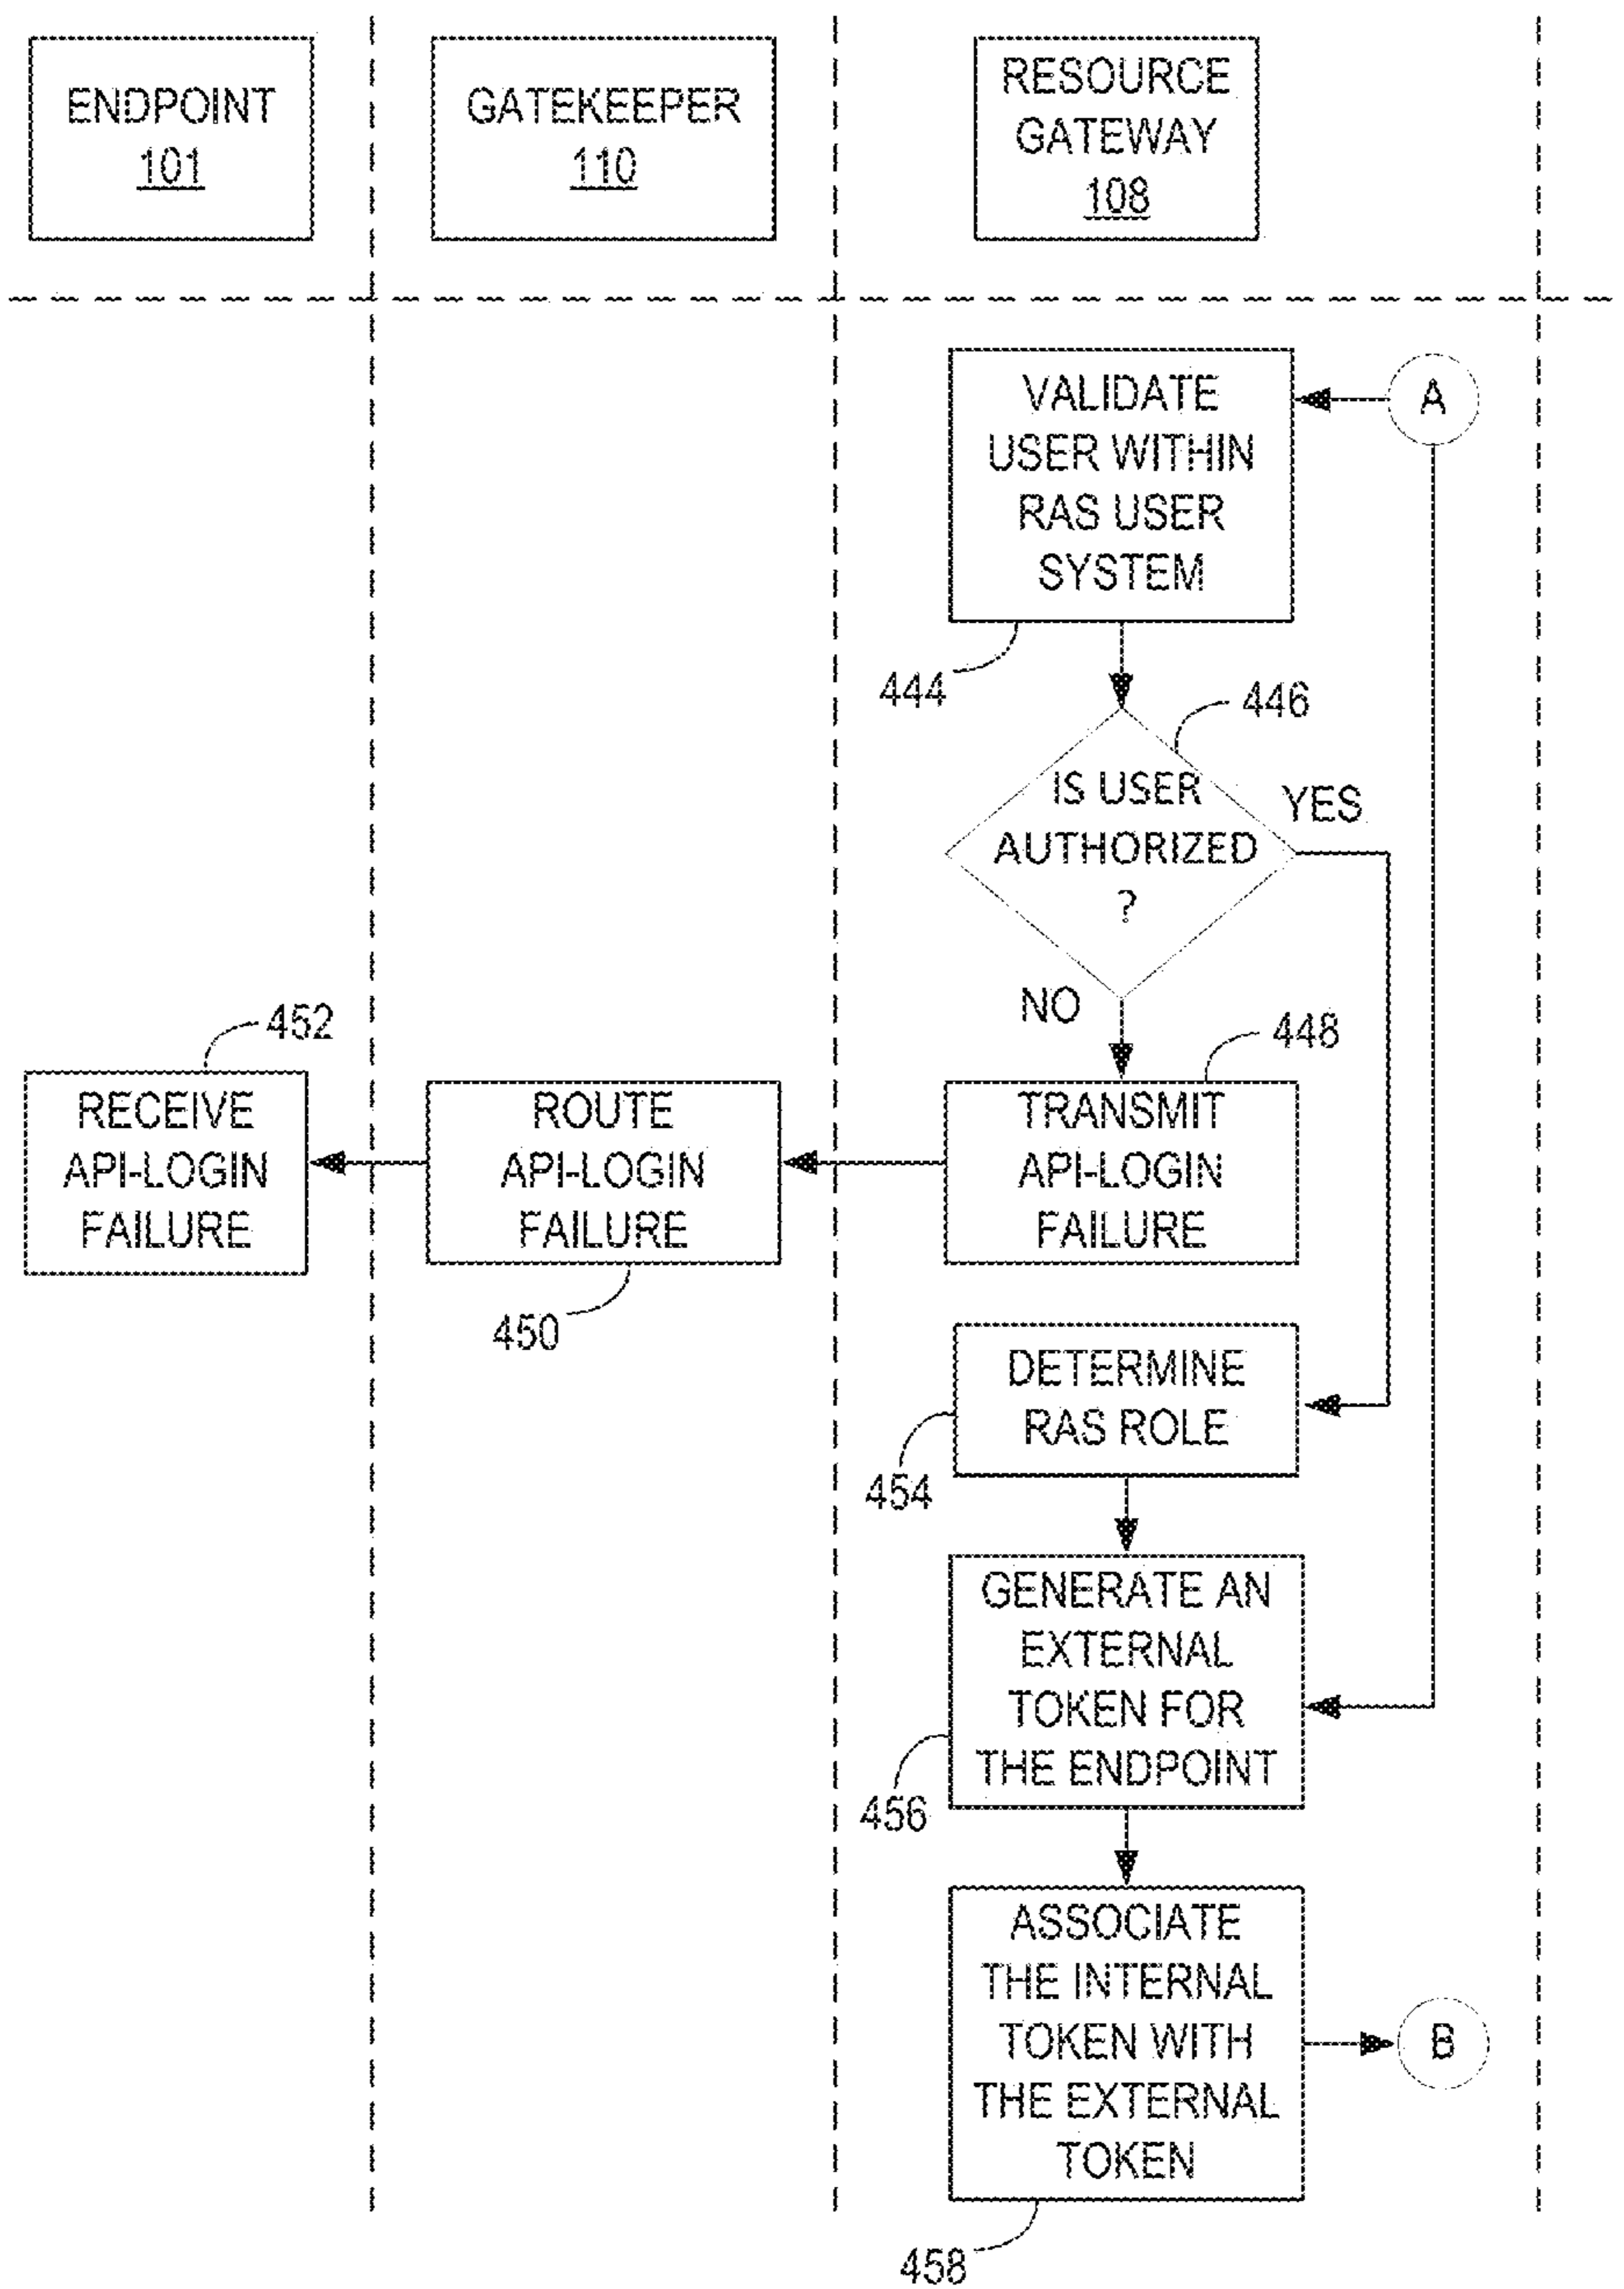 ENDPOINT
101
GATEKEEPER
110
RESOURCE
GATEWAY
108
VALIDATE
USER WITHIN
RAS USER
SYSTEM
A
444
446
IS USER
AUTHORIZED
?
YES
NO
448
452
RECEIVE
API-LOGIN
FAILURE
ROUTE
API-LOGIN
FAILURE
TRANSMIT
API-LOGIN
FAILURE
450
DETERMINE
RAS ROLE
454
GENERATE AN
EXTERNAL
TOKEN FOR
THE ENDPOINT
456
ASSOCIATE
THE INTERNAL
TOKEN WITH
THE EXTERNAL
TOKEN
B
458